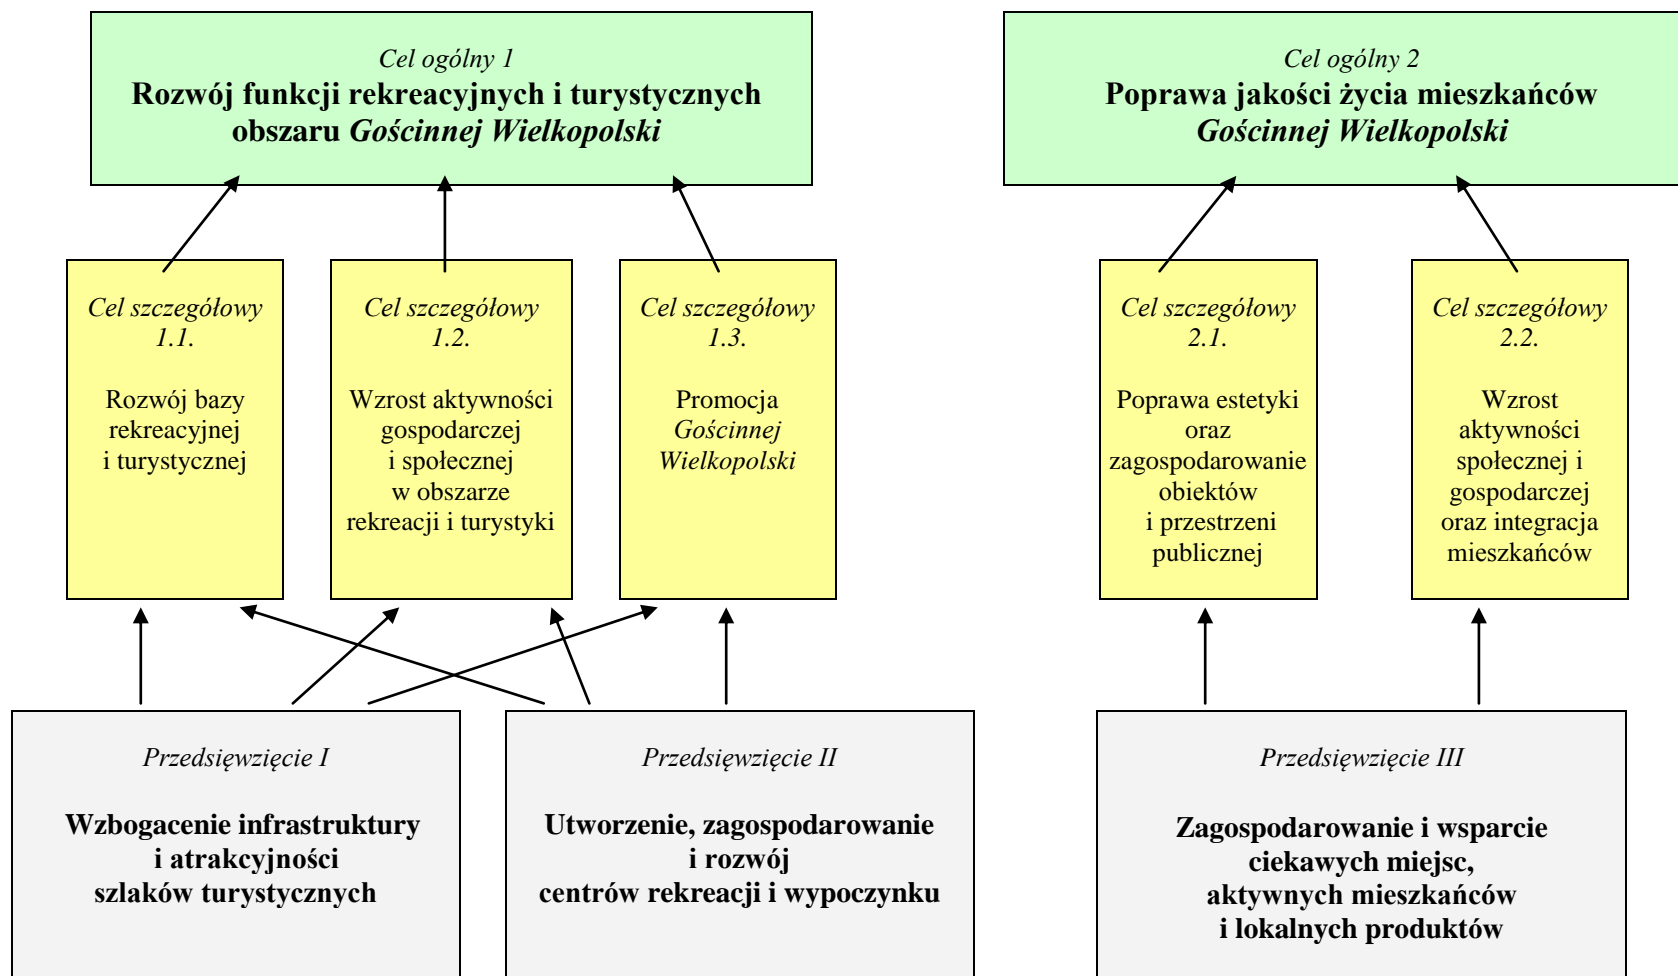 Cel ogólny 1
Rozwój funkcji rekreacyjnych i turystycznych
obszaru Gościnnej Wielkopolski
Cel ogólny 2
Poprawa jakości życia mieszkańców
Gościnnej Wielkopolski
Cel szczegółowy
1.1.
Rozwój bazy
rekreacyjnej
i turystycznej
Cel szczegółowy
1.2.
Wzrost aktywności
gospodarczej
i społecznej
w obszarze
rekreacji i turystyki
Cel szczegółowy
1.3.
Promocja
Gościnnej
Wielkopolski
Cel szczegółowy
2.1.
Poprawa estetyki
oraz
zagospodarowanie
obiektów
i przestrzeni
publicznej
Cel szczegółowy
2.2.
Wzrost
aktywności
społecznej i
gospodarczej
oraz integracja
mieszkańców
Przedsięwzięcie I
Wzbogacenie infrastruktury
i atrakcyjności
szlaków turystycznych
Przedsięwzięcie II
Utworzenie, zagospodarowanie
i rozwój
centrów rekreacji i wypoczynku
Przedsięwzięcie III
Zagospodarowanie i wsparcie
ciekawych miejsc,
aktywnych mieszkańców
i lokalnych produktów